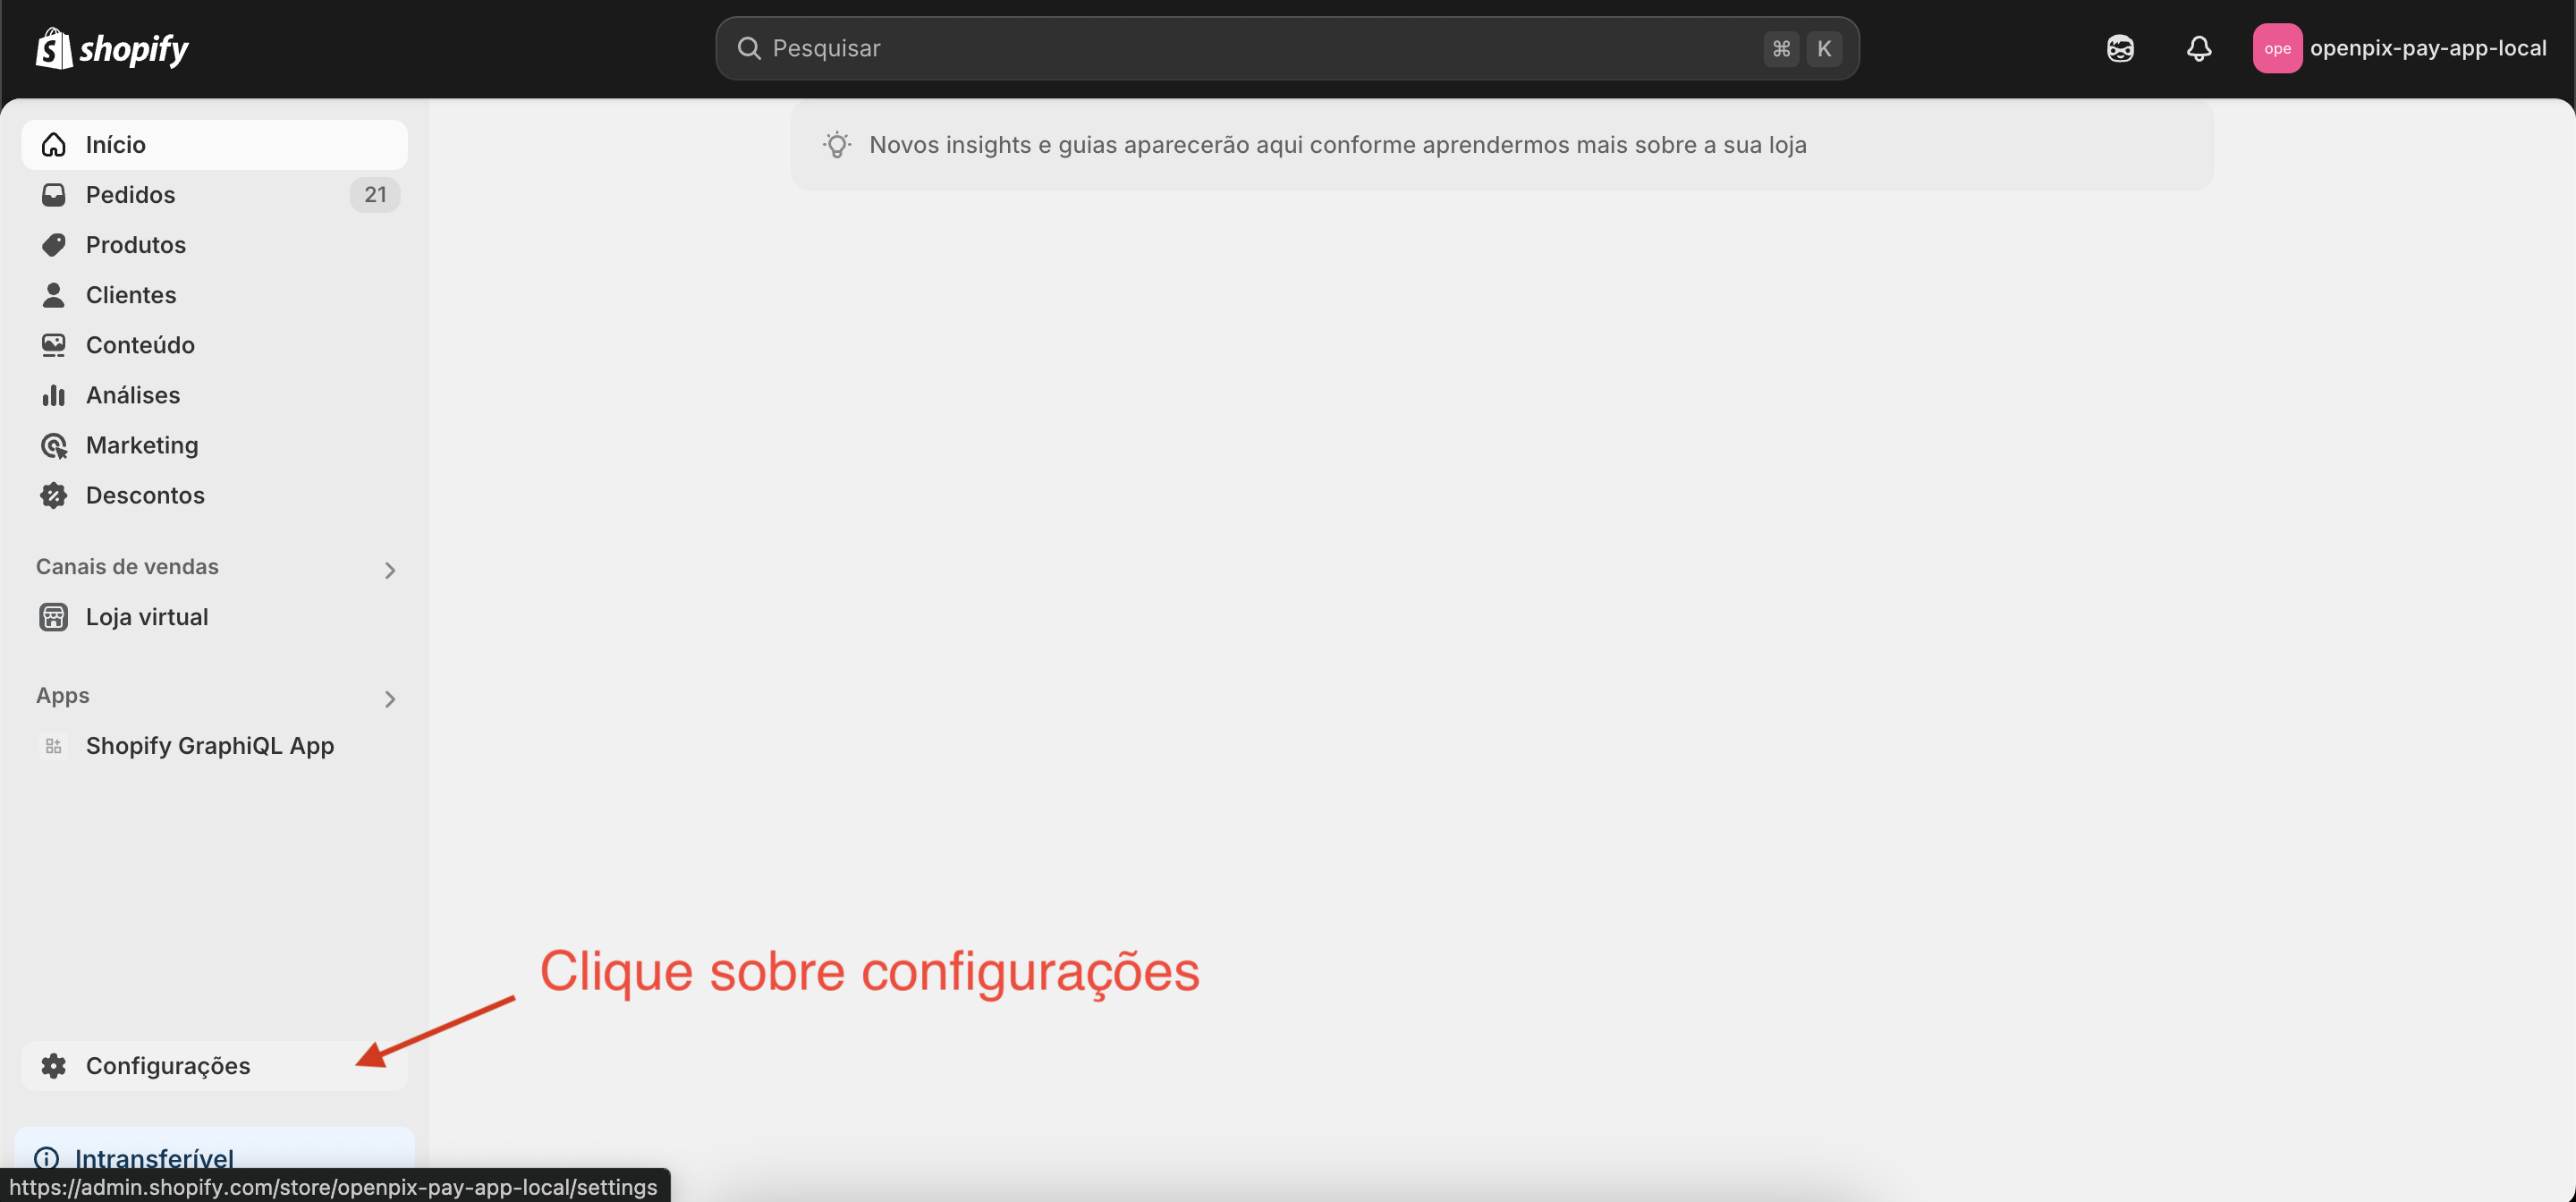 shopify
Pesquisar
⌘ K
ope
openpix-pay-app-local
Início
Pedidos 21
Produtos
Clientes
Conteúdo
Análises
Marketing
Descontos
Canais de vendas
Loja virtual
Apps
Shopify GraphiQL App
Configurações
Intransferível
https://admin.shopify.com/store/openpix-pay-app-local/settings
Novos insights e guias aparecerão aqui conforme aprendermos mais sobre a sua loja
Clique sobre configurações